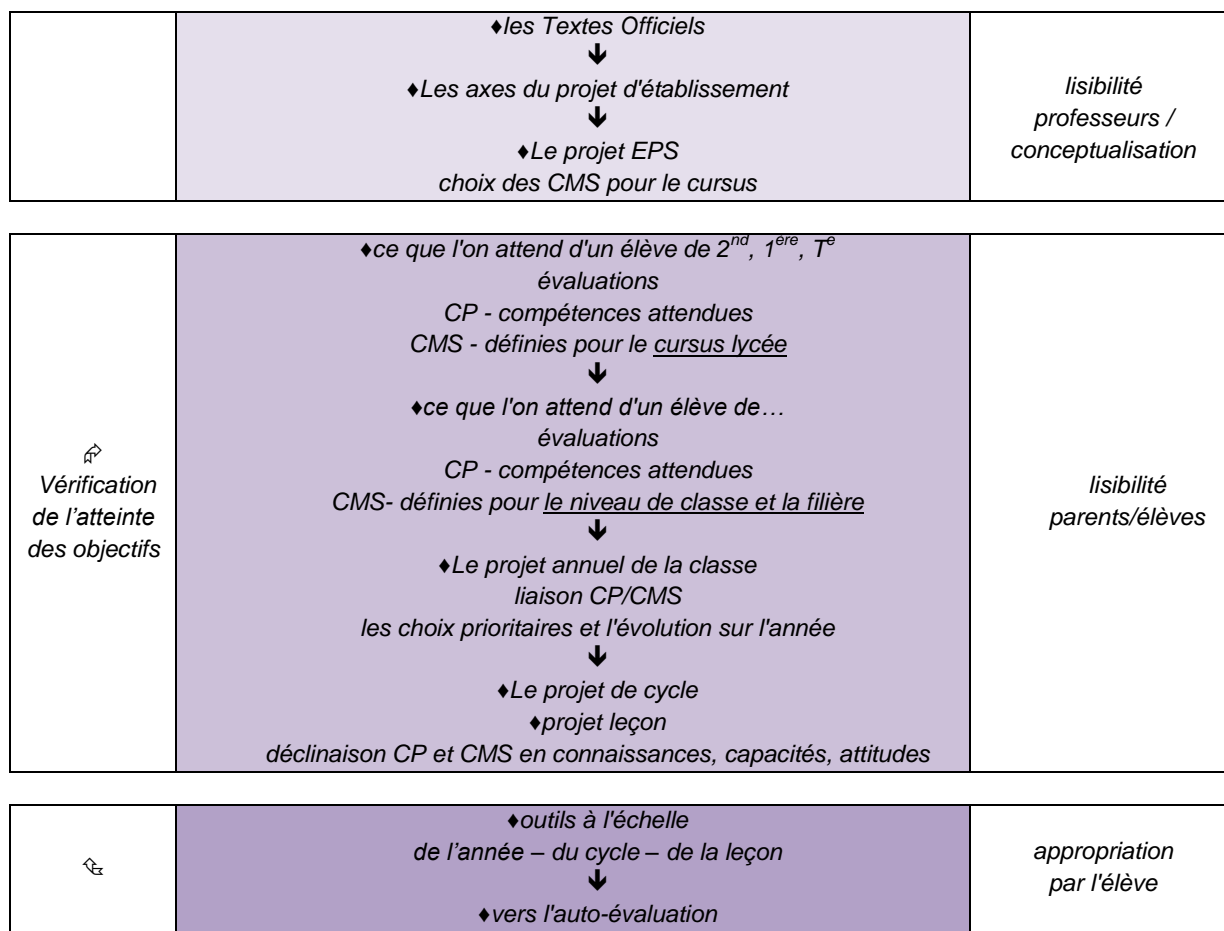 ♦les Textes Officiels
🡻
♦Les axes du projet d'établissement
🡻
♦Le projet EPS
choix des CMS pour le cursus
lisibilité
professeurs /
conceptualisation
Vérification
de l’atteinte
des objectifs
♦ce que l'on attend d'un élève de 2nd, 1ère, Te
évaluations
CP - compétences attendues
CMS - définies pour le cursus lycée
🡻
♦ce que l'on attend d'un élève de…
évaluations
CP - compétences attendues
CMS- définies pour le niveau de classe et la filière
🡻
♦Le projet annuel de la classe
liaison CP/CMS
les choix prioritaires et l'évolution sur l'année
🡻
♦Le projet de cycle
♦projet leçon
déclinaison CP et CMS en connaissances, capacités, attitudes
lisibilité
parents/élèves
♦outils à l'échelle
de l’année – du cycle – de la leçon
🡻
♦vers l'auto-évaluation
appropriation
par l'élève